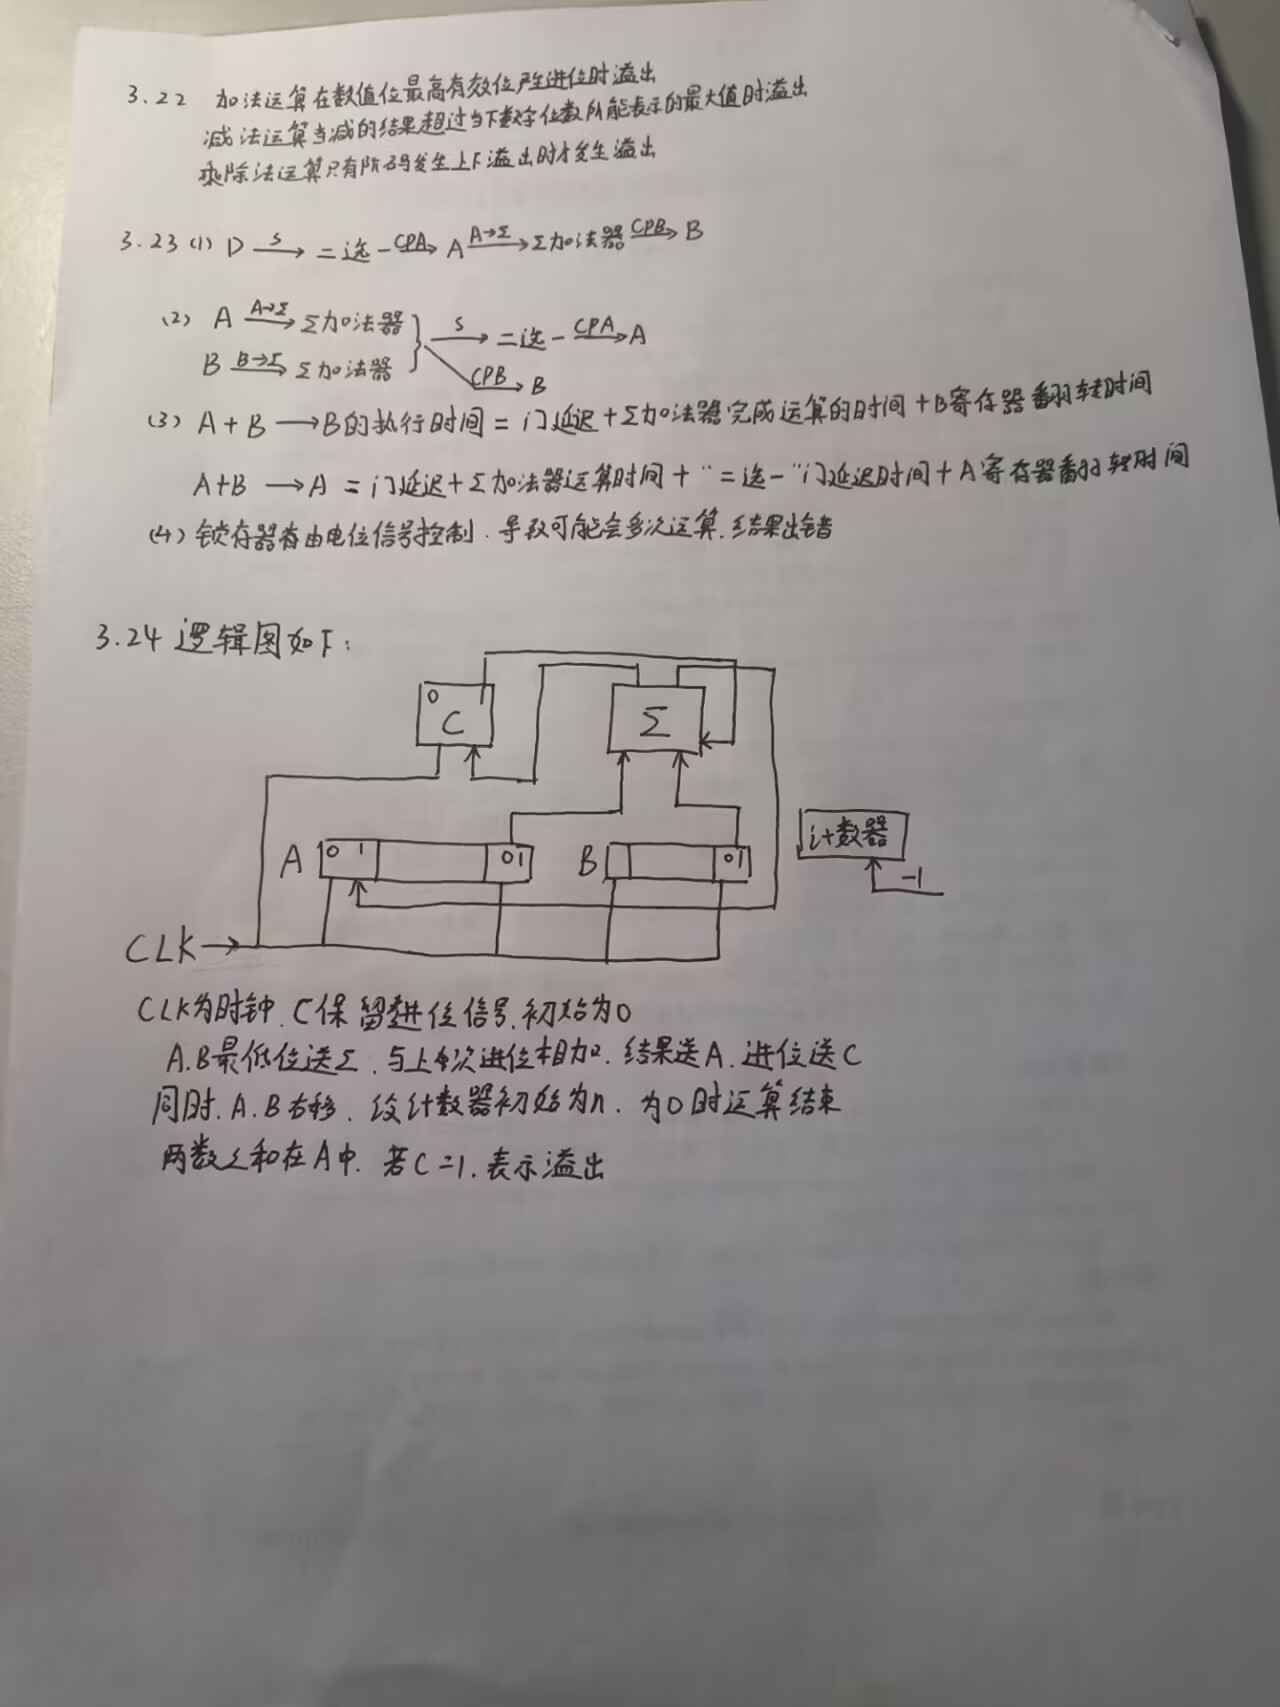 3.22 加法运算在数值位最高有效位产生进位时溢出
减法运算当减的结果超过当下数字位数所能表示的最大值时溢出
乘除法运算只有阶码发生上下溢出时才发生溢出
3.23 (1) D —S→ 二选一 —CPA→ A —A→Σ→ Σ加法器 —CPB→ B
(2) A —A→Σ→ Σ加法器 } —S→ 二选一 —CPA→ A
B —B→Σ→ Σ加法器 —CPB→ B
(3) A+B → B的执行时间 = 门延迟+Σ加法器完成运算的时间+B寄存器翻转时间
A+B → A = 门延迟+Σ加法器运算时间+"二选一"门延迟时间+A寄存器翻转时间
(4) 锁存器由电位信号控制.导致可能会多次运算.结果出错
3.24 逻辑图如下:
0 C Σ
A 0 1 01 B 01 计数器
-1
CLK→
CLK为时钟.C保留进位信号.初始为0
A.B最低位送Σ.与上次进位相加.结果送A.进位送C
同时.A.B右移.设计数器初始为n.为0时运算结束
两数之和在A中.若C=1.表示溢出